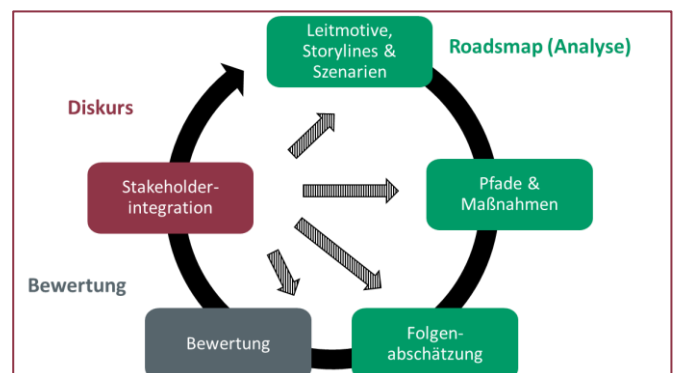 Leitmotive,
Storylines &
Szenarien
Roadsmap (Analyse)
Diskurs
Stakeholder-
integration
Pfade &
Maßnahmen
Bewertung
Bewertung
Folgen-
abschätzung